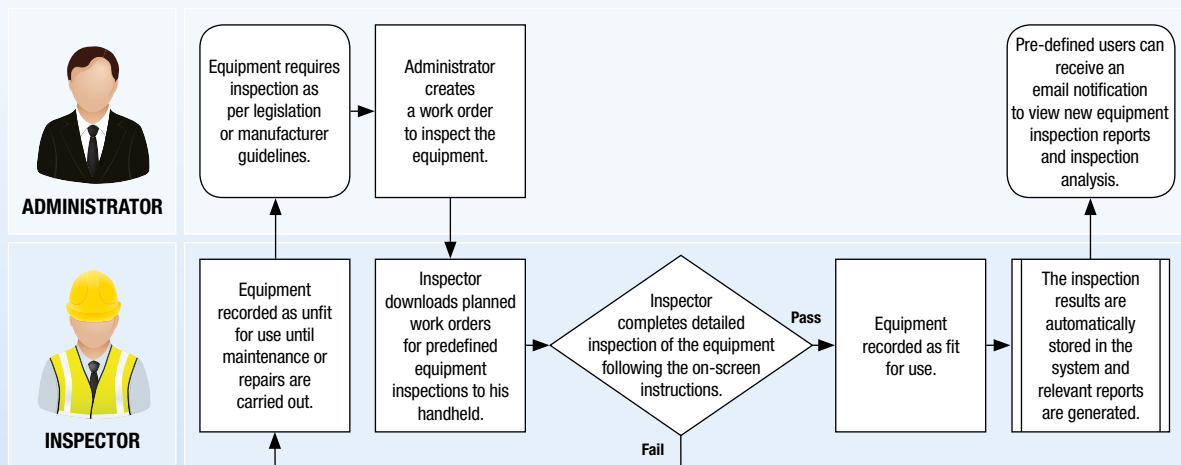 ADMINISTRATOR
Equipment requires
inspection as
per legislation
or manufacturer
guidelines.
Administrator
creates
a work order
to inspect the
equipment.
Pre-defined users can
receive an
email notification
to view new equipment
inspection reports
and inspection
analysis.
INSPECTOR
Equipment
recorded as unfit
for use until
maintenance or
repairs are
carried out.
Inspector
downloads planned
work orders
for predefined
equipment
inspections to his
handheld.
Inspector
completes detailed
inspection of the equipment
following the on-screen
instructions.
Pass
Fail
Equipment
recorded as fit
for use.
The inspection
results are
automatically
stored in the
system and
relevant reports
are generated.